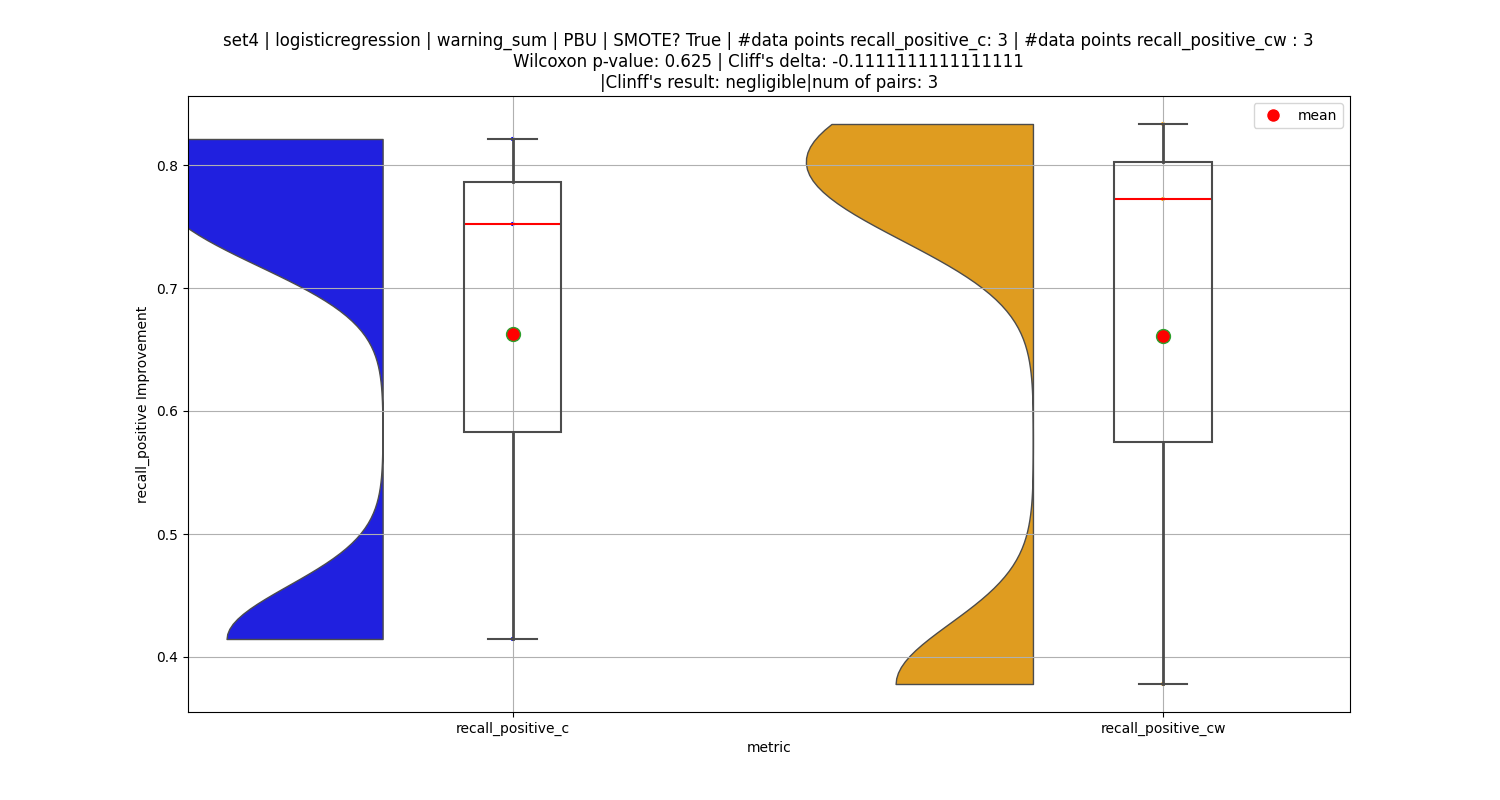 set4 | logisticregression | warning_sum | PBU | SMOTE? True | #data points recall_positive_c: 3 | #data points recall_positive_cw : 3
Wilcoxon p-value: 0.625 | Cliff's delta: -0.1111111111111111
|Clinff's result: negligible|num of pairs: 3
mean
0.8
0.7
0.6
0.5
0.4
recall_positive Improvement
recall_positive_c
recall_positive_cw
metric